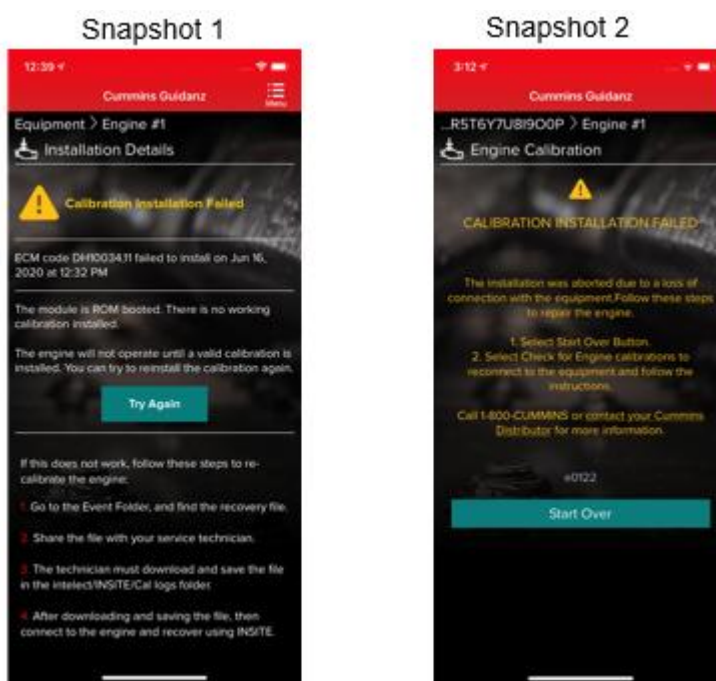 Snapshot 1
12:39
Cummins Guidanz
Menu
Equipment > Engine #1
Installation Details
Calibration Installation Failed
ECM code DH10034.11 failed to install on Jun 16,
2020 at 12:32 PM
The module is ROM booted. There is no working
calibration installed.
The engine will not operate until a valid calibration is
installed. You can try to reinstall the calibration again.
Try Again
If this does not work, follow these steps to re-
calibrate the engine:
1. Go to the Event Folder, and find the recovery file.
2. Share the file with your service technician.
3. The technician must download and save the file
in the intelect/INSITE/Cal logs folder.
4. After downloading and saving the file, then
connect to the engine and recover using INSITE.
Snapshot 2
3:12
Cummins Guidanz
...R5T6Y7U8I9O0P > Engine #1
Engine Calibration
CALIBRATION INSTALLATION FAILED
The installation was aborted due to a loss of
connection with the equipment.Follow these steps
to repair the engine.
1. Select Start Over Button.
2. Select Check for Engine calibrations to
reconnect to the equipment and follow the
instructions.
Call 1-800-CUMMINS or contact your Cummins
Distributor for more information.
e0122
Start Over